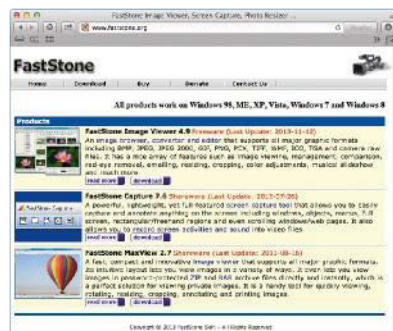 FastStone Image Viewer, Screen Capture, Photo Resizer ...
www.faststone.org
FastStone
Home Download Buy Donate Contact Us
All products work on Windows 98, ME, XP, Vista, Windows 7 and Windows 8
Products
FastStone Image Viewer 4.9 Freeware (Last Update: 2013-11-12)
An image browser, converter and editor that supports all major graphic formats
including BMP, JPEG, JPEG 2000, GIF, PNG, PCX, TIFF, WMF, ICO, TGA and camera raw
files. It has a nice array of features such as image viewing, management, comparison,
red-eye removal, emailing, resizing, cropping, color adjustments, musical slideshow
and much more.
read more download
FastStone Capture 7.6 Shareware (Last Update: 2013-07-26)
A powerful, lightweight, yet full-featured screen capture tool that allows you to easily
capture and annotate anything on the screen including windows, objects, menus, full
screen, rectangular/freehand regions and even scrolling windows/web pages. It also
allows you to record screen activities and sound into video files.
FastStone Capture
read more download
FastStone MaxView 2.7 Shareware (Last Update: 2013-08-16)
A fast, compact and innovative image viewer that supports all major graphic formats.
Its intuitive layout lets you view images in a variety of ways. It even lets you view
images in password-protected ZIP and RAR archive files directly and instantly, which is
a perfect solution for viewing private images. It is a handy tool for quickly viewing,
rotating, resizing, cropping, annotating and printing images.
read more download
Copyright © 2013 FastStone Soft - All Rights Reserved